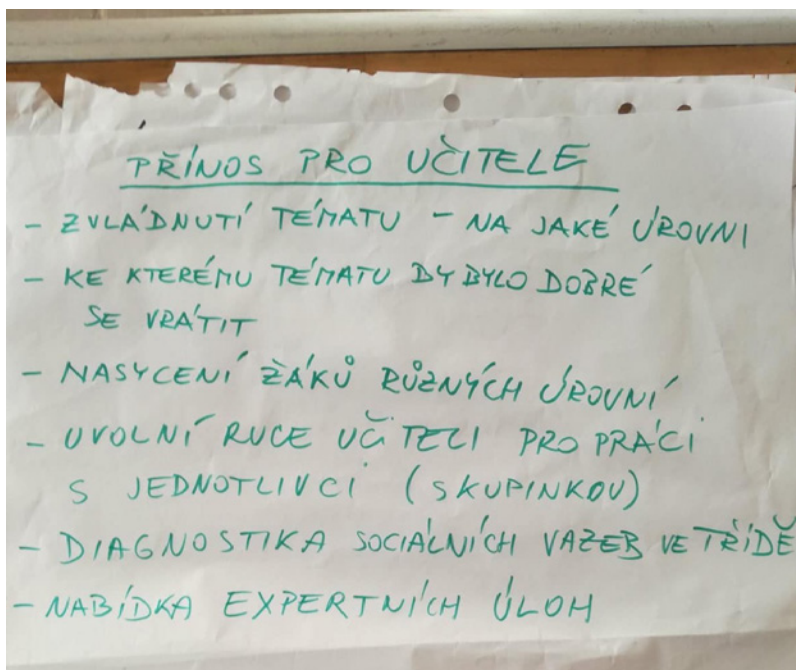 PŘÍNOS PRO UČITELE
- ZVLÁDNUTÍ TÉMATU - NA JAKÉ ÚROVNI
- KE KTERÉMU TÉMATU BY BYLO DOBRÉ
SE VRÁTIT
- NASYCENÍ ŽÁKŮ RŮZNÝCH ÚROVNÍ
- UVOLNÍ RUCE UČITELI PRO PRÁCI
S JEDNOTLIVCI (SKUPINKOU)
- DIAGNOSTIKA SOCIÁLNÍCH VAZEB VE TŘÍDĚ
- NABÍDKA EXPERTNÍCH ÚLOH